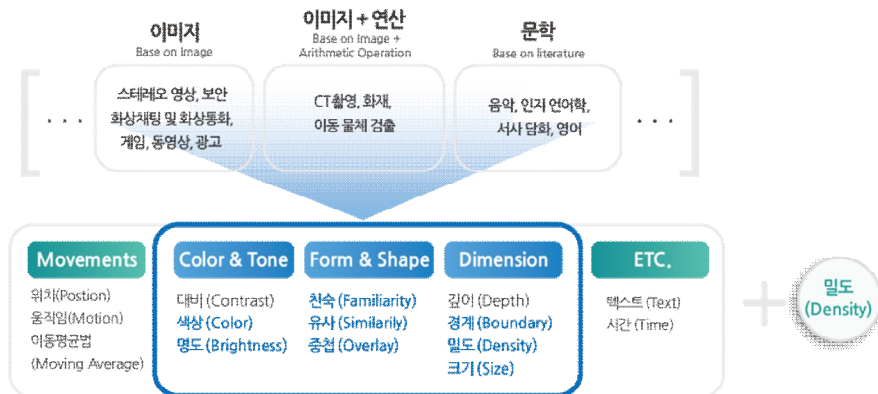 이미지
Base on Image
이미지 + 연산
Base on Image +
Arithmetic Operation
문학
Base on literature
...
스테레오 영상, 보안
화상채팅 및 화상통화,
게임, 동영상, 광고
CT촬영, 화재,
이동 물체 검출
음악, 인지 언어학,
서사 담화, 영어
...
Movements
위치(Postion)
움직임(Motion)
이동평균법
(Moving Average)
Color & Tone
대비 (Contrast)
색상 (Color)
명도 (Brightness)
Form & Shape
친숙 (Familiarity)
유사 (Similarily)
중첩 (Overlay)
Dimension
깊이 (Depth)
경계 (Boundary)
밀도 (Density)
크기 (Size)
ETC.
텍스트 (Text)
시간 (Time)
+
밀도
(Density)